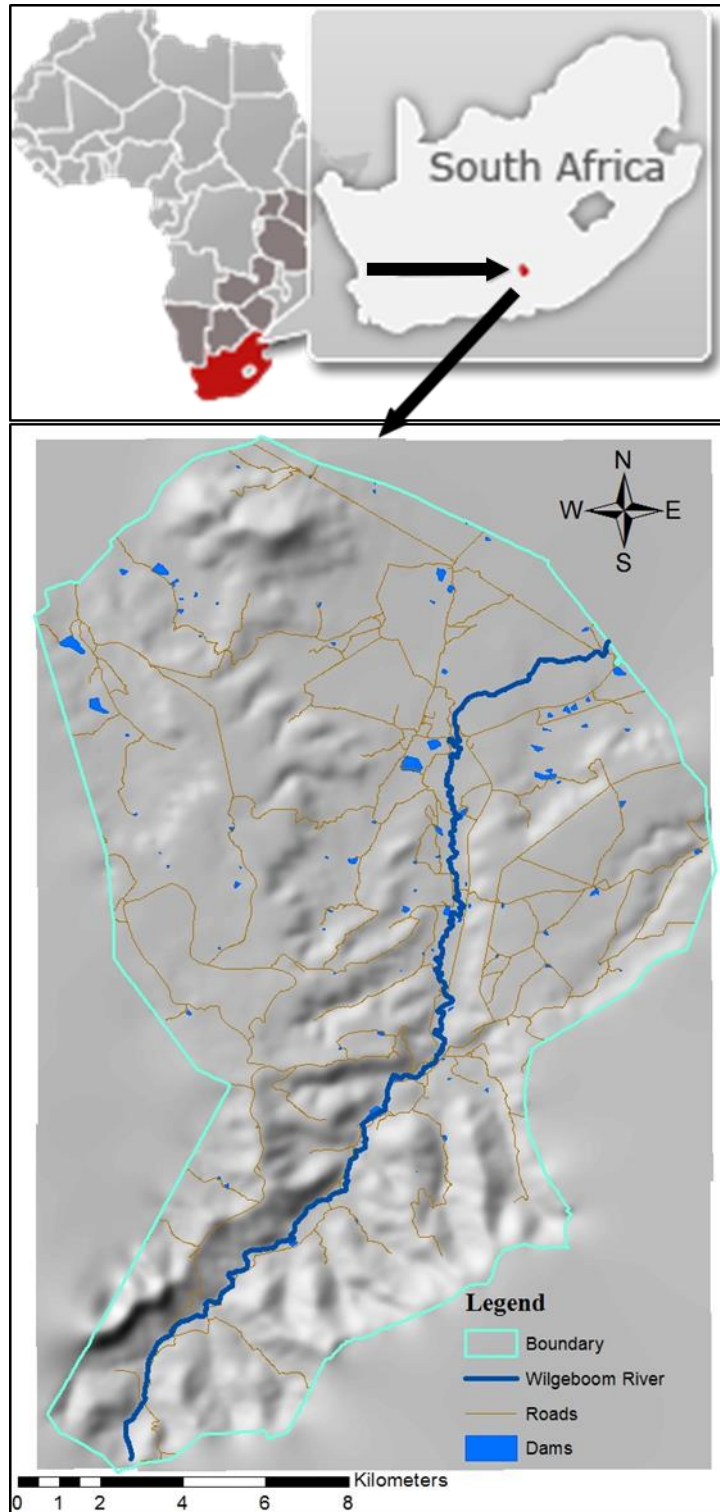 South Africa
N
W E
S
Legend
Boundary
Wilgeboom River
Roads
Dams
Kilometers
0 1 2 4 6 8